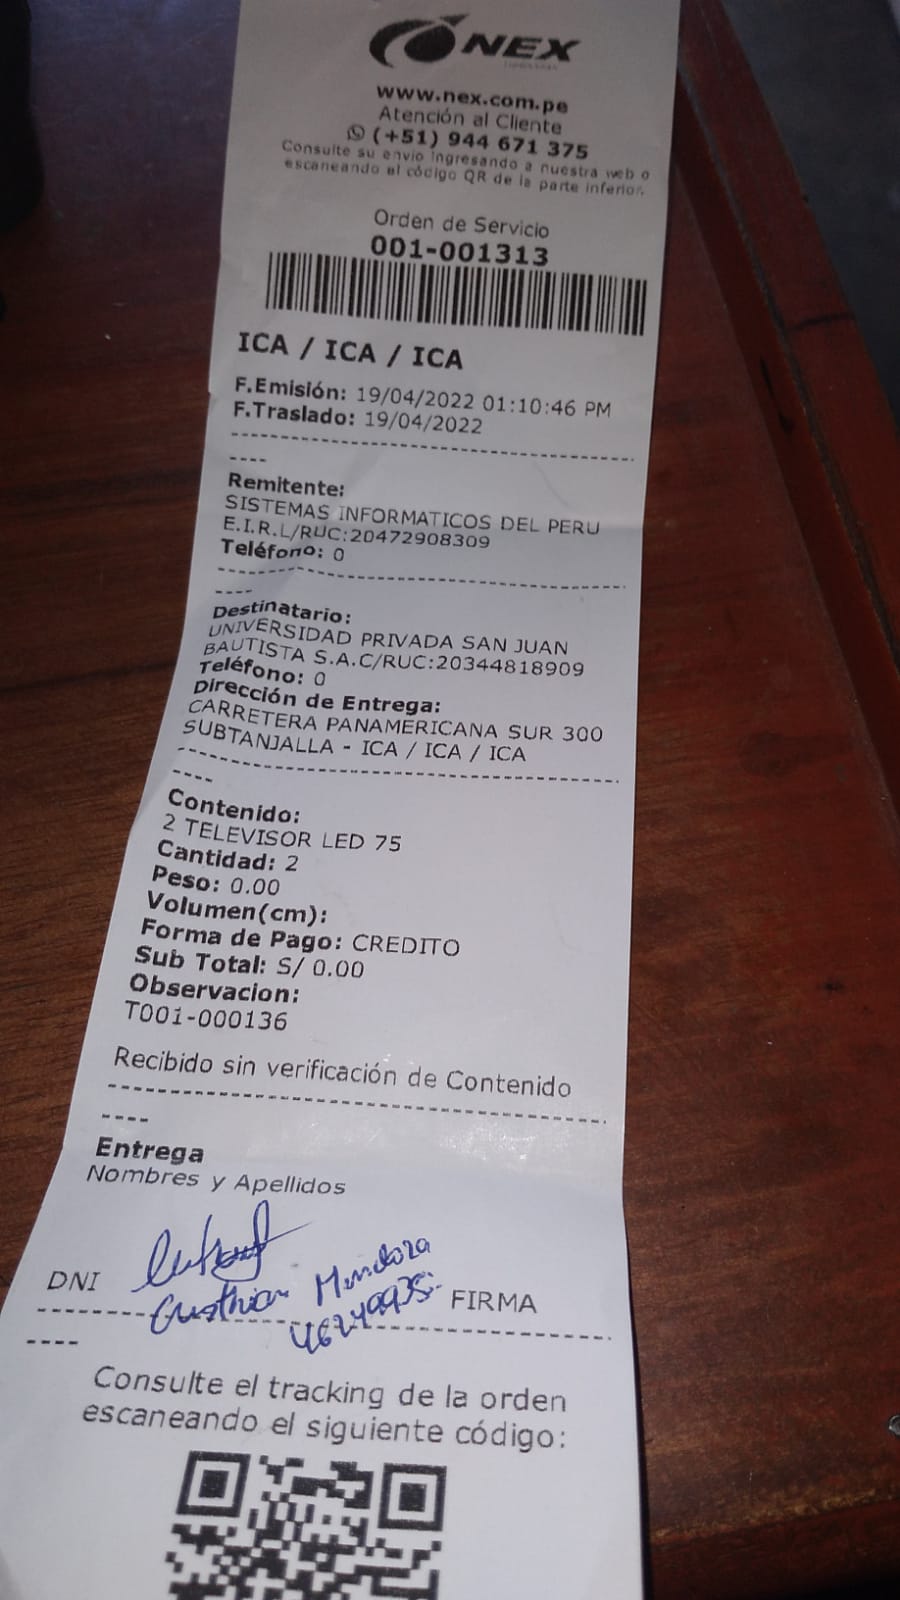 NEX
www.nex.com.pe
Atención al Cliente
(+51) 944 671 375
Consulte su envío ingresando a nuestra web o
escaneando el código QR de la parte inferior.
Orden de Servicio
001-001313
ICA / ICA / ICA
F.Emisión: 19/04/2022 01:10:46 PM
F.Traslado: 19/04/2022
----
Remitente:
SISTEMAS INFORMATICOS DEL PERU
E.I.R.L/RUC:20472908309
Teléfono: 0
----
Destinatario:
UNIVERSIDAD PRIVADA SAN JUAN
BAUTISTA S.A.C/RUC:20344818909
Teléfono: 0
Dirección de Entrega:
CARRETERA PANAMERICANA SUR 300
SUBTANJALLA - ICA / ICA / ICA
----
Contenido:
2 TELEVISOR LED 75
Cantidad: 2
Peso: 0.00
Volumen(cm):
Forma de Pago: CREDITO
Sub Total: S/ 0.00
Observacion:
T001-000136
Recibido sin verificación de Contenido
----
Entrega
Nombres y Apellidos
DNI
Mendoza
FIRMA
----
Consulte el tracking de la orden
escaneando el siguiente código: